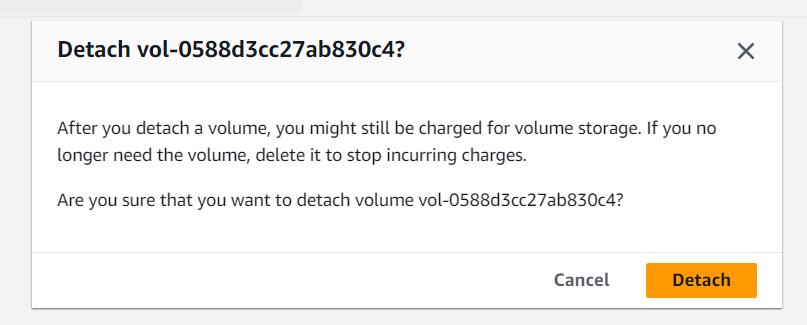 Detach vol-0588d3cc27ab830c4?
After you detach a volume, you might still be charged for volume storage. If you no
longer need the volume, delete it to stop incurring charges.
Are you sure that you want to detach volume vol-0588d3cc27ab830c4?
Cancel Detach